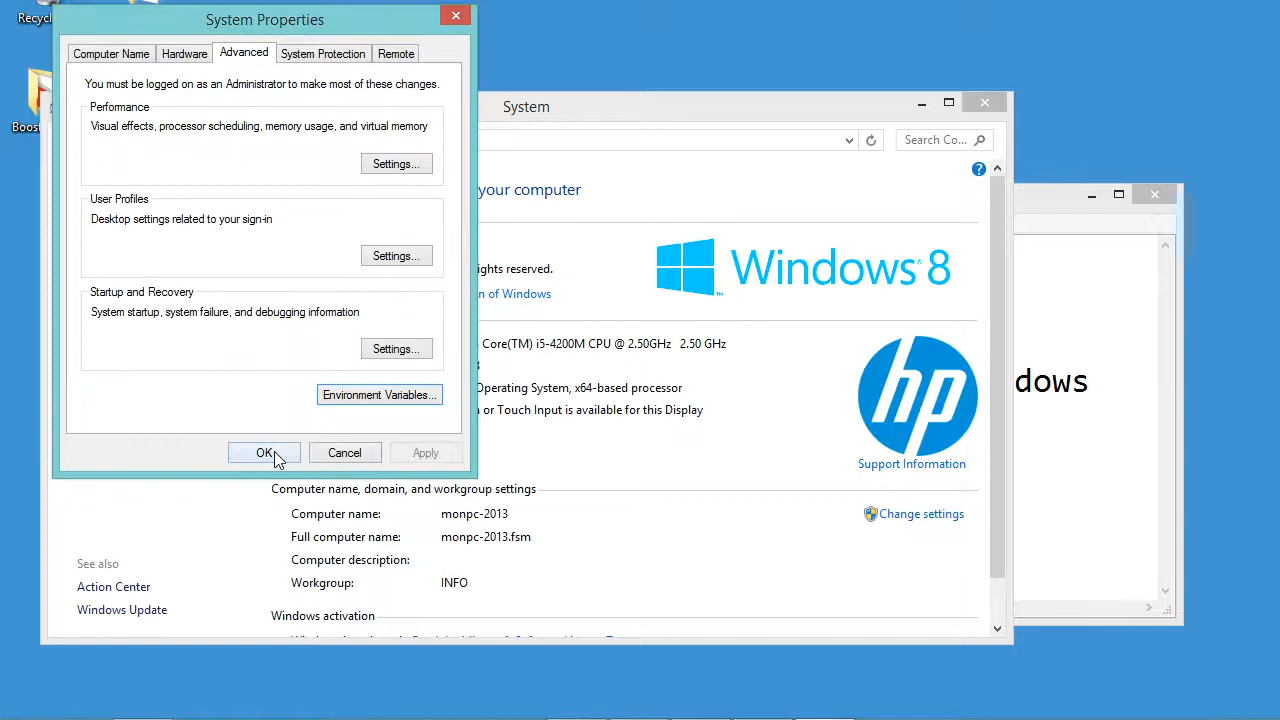 Recycl
Boost
System Properties
Computer Name
Hardware
Advanced
System Protection
Remote
You must be logged on as an Administrator to make most of these changes.
Performance
Visual effects, processor scheduling, memory usage, and virtual memory
Settings...
User Profiles
Desktop settings related to your sign-in
Settings...
Startup and Recovery
System startup, system failure, and debugging information
Settings...
Environment Variables...
OK
Cancel
Apply
System
Search Co...
your computer
ights reserved.
n of Windows
Windows 8
Core(TM) i5-4200M CPU @ 2.50GHz 2.50 GHz
Operating System, x64-based processor
or Touch Input is available for this Display
hp
Support Information
Computer name, domain, and workgroup settings
Computer name: monpc-2013
Change settings
Full computer name: monpc-2013.fsm
Computer description:
Workgroup: INFO
Windows activation
See also
Action Center
Windows Update
dows